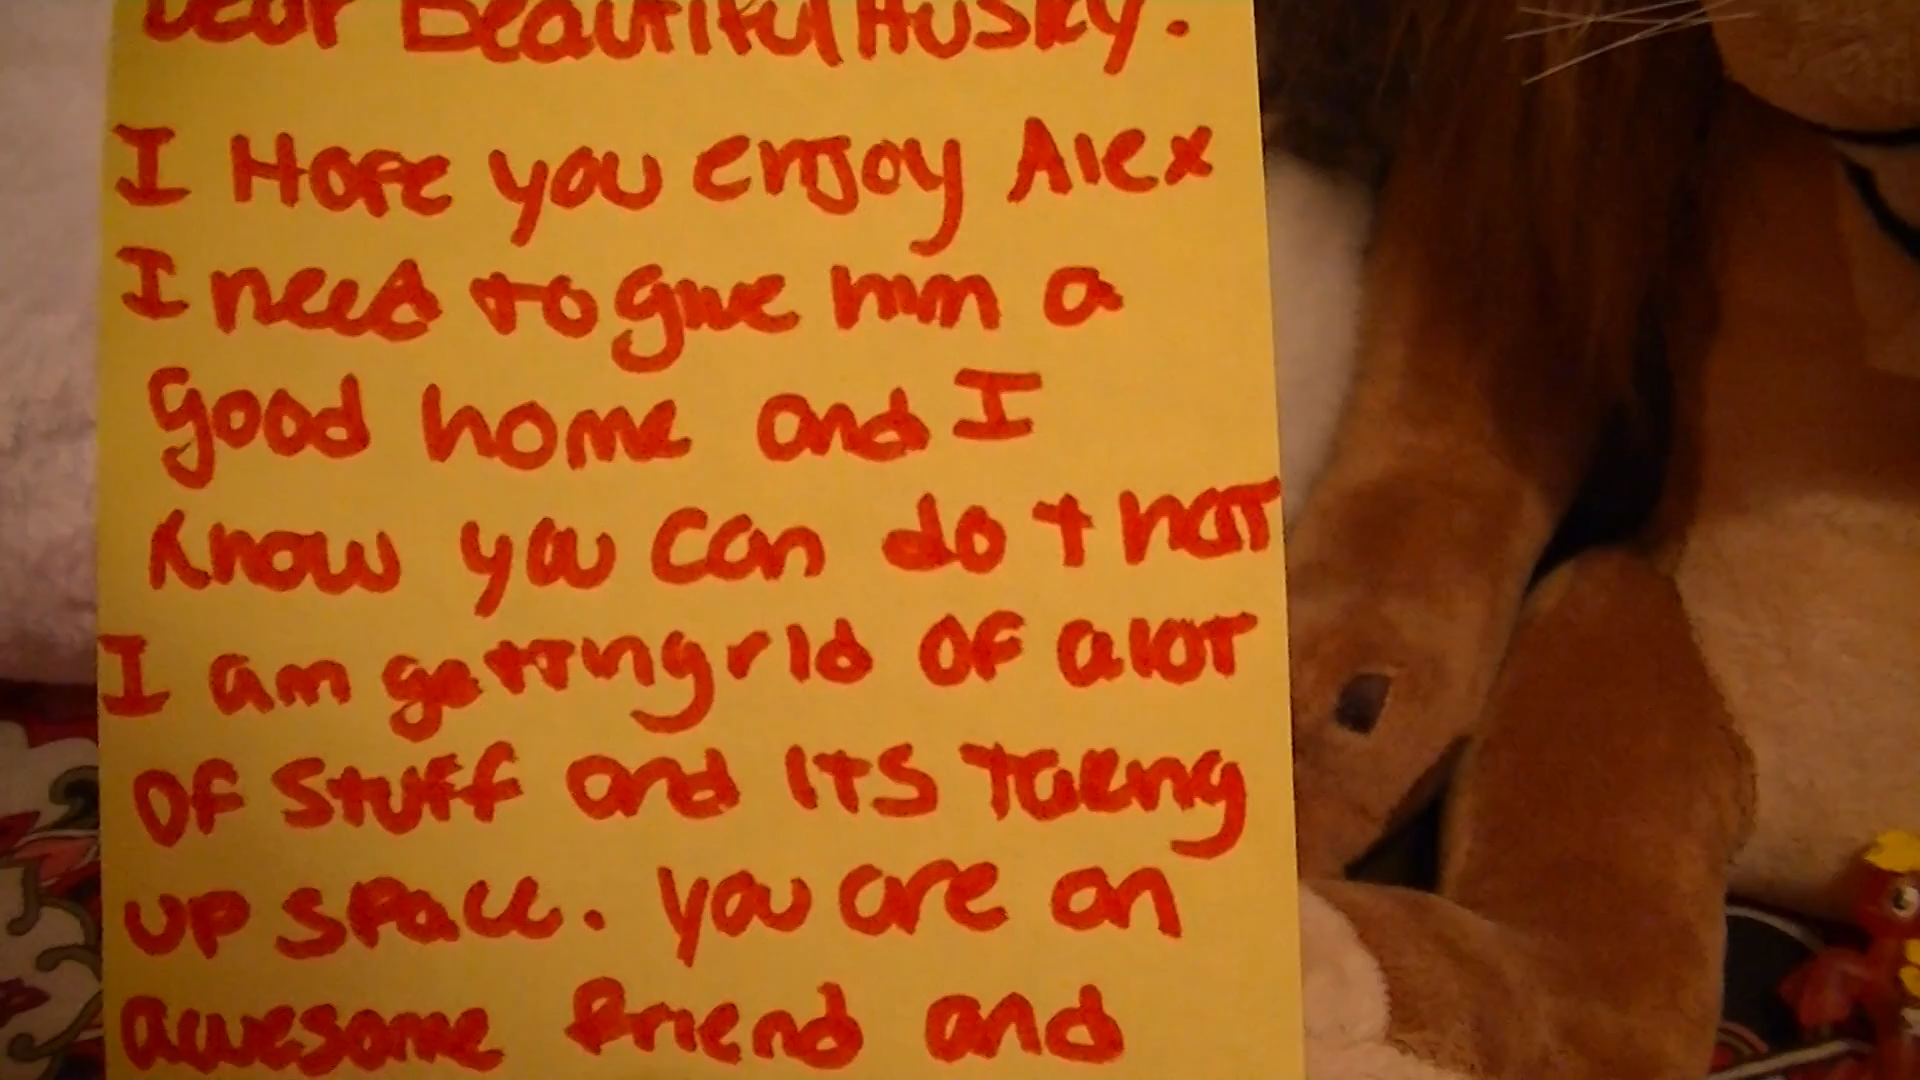 Dear Beautiful Husky.
I Hope you enjoy Alex
I need to give him a
good home and I
know you can do that
I am getting rid of alot
of stuff and its taking
up space. you are an
awesome friend and